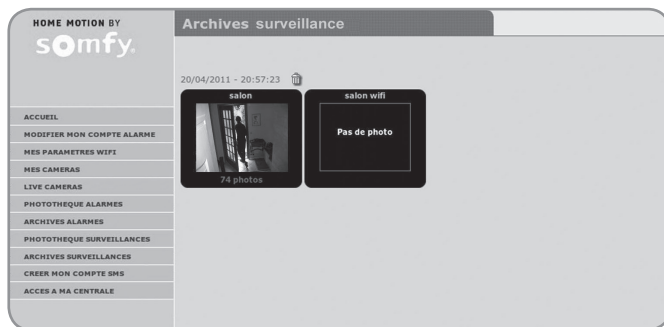 HOME MOTION BY
somfy.
Archives surveillance
20/04/2011 - 20:57:23
salon
74 photos
salon wifi
Pas de photo
ACCUEIL
MODIFIER MON COMPTE ALARME
MES PARAMETRES WIFI
MES CAMERAS
LIVE CAMERAS
PHOTOTHEQUE ALARMES
ARCHIVES ALARMES
PHOTOTHEQUE SURVEILLANCES
ARCHIVES SURVEILLANCES
CREER MON COMPTE SMS
ACCES A MA CENTRALE